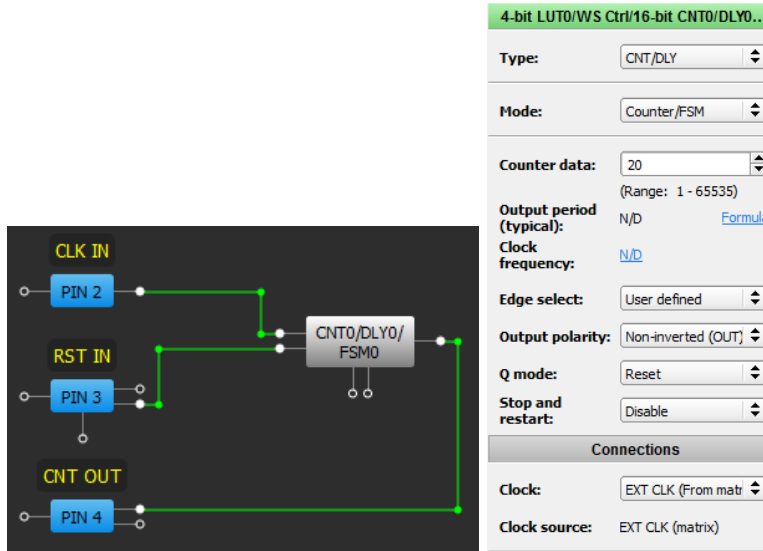 CLK IN
PIN 2
CNT0/DLY0/
FSM0
RST IN
PIN 3
CNT OUT
PIN 4
4-bit LUT0/WS Ctrl/16-bit CNT0/DLY0..
Type: CNT/DLY
Mode: Counter/FSM
Counter data: 20
(Range: 1 - 65535)
Output period
(typical): N/D Formula
Clock
frequency: N/D
Edge select: User defined
Output polarity: Non-inverted (OUT)
Q mode: Reset
Stop and
restart: Disable
Connections
Clock: EXT CLK (From matr
Clock source: EXT CLK (matrix)